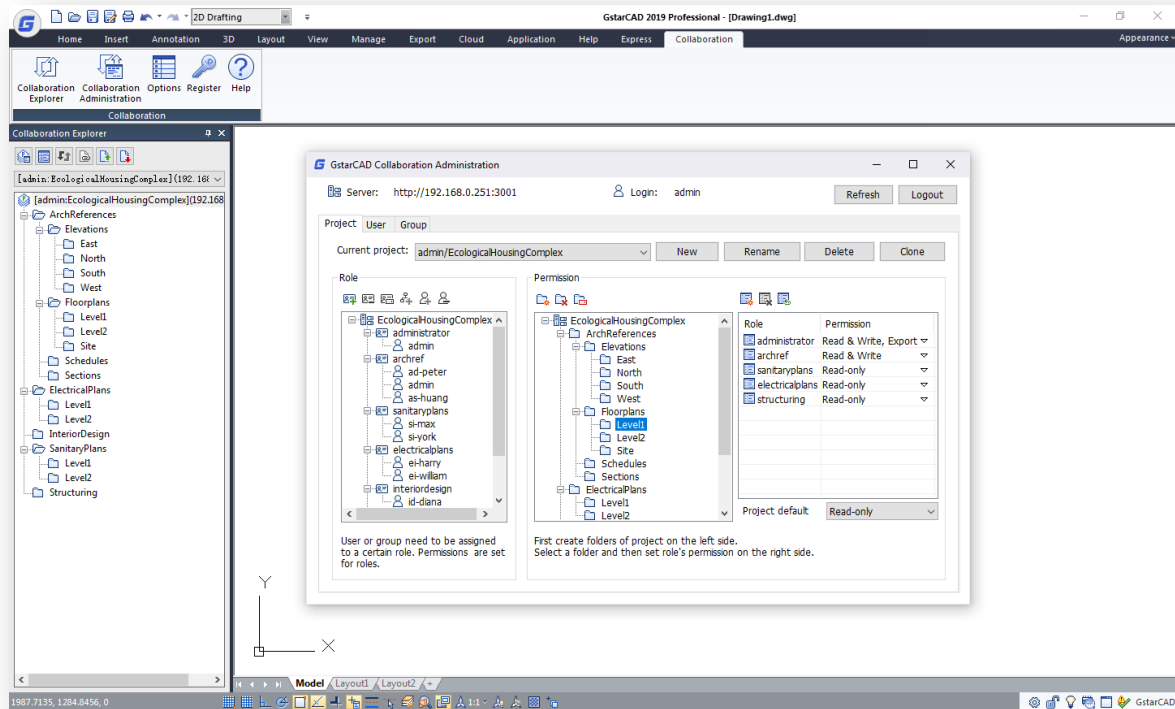 2D Drafting
GstarCAD 2019 Professional - [Drawing1.dwg]
Home Insert Annotation 3D Layout View Manage Export Cloud Application Help Express Collaboration Appearance
Collaboration Explorer
Collaboration Administration
Options
Register
Help
Collaboration
Collaboration Explorer
[admin:EcologicalHousingComplex](192.168
[admin:EcologicalHousingComplex](192.168
ArchReferences
Elevations
East
North
South
West
Floorplans
Level1
Level2
Site
Schedules
Sections
ElectricalPlans
Level1
Level2
InteriorDesign
SanitaryPlans
Level1
Level2
Structuring
GstarCAD Collaboration Administration
Server: http://192.168.0.251:3001 Login: admin Refresh Logout
Project User Group
Current project: admin/EcologicalHousingComplex New Rename Delete Clone
Role
EcologicalHousingComplex
administrator
admin
archref
ad-peter
admin
as-huang
sanitaryplans
si-max
si-york
electricalplans
ei-harry
ei-william
interiordesign
id-diana
User or group need to be assigned
to a certain role. Permissions are set
for roles.
Permission
EcologicalHousingComplex
ArchReferences
Elevations
East
North
South
West
Floorplans
Level1
Level2
Site
Schedules
Sections
ElectricalPlans
Level1
Level2
Role Permission
administrator Read & Write, Export
archref Read & Write
sanitaryplans Read-only
electricalplans Read-only
structuring Read-only
Project default Read-only
First create folders of project on the left side.
Select a folder and then set role's permission on the right side.
Y
X
Model Layout1 Layout2 +
1987.7135, 1284.8456, 0 1:1 GstarCAD